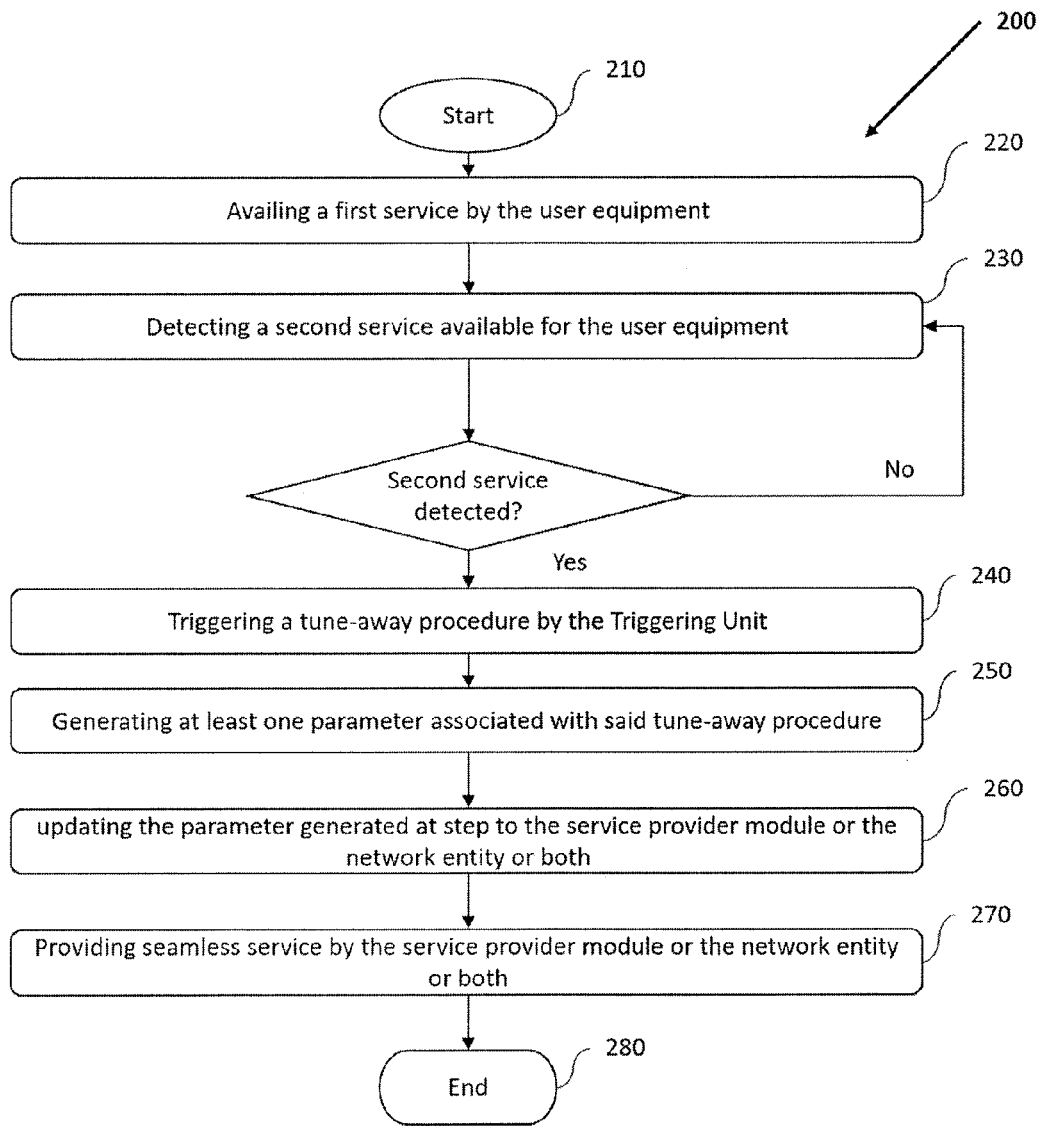 200
210
Start
220
Availing a first service by the user equipment
230
Detecting a second service available for the user equipment
No
Second service
detected?
Yes
240
Triggering a tune-away procedure by the Triggering Unit
250
Generating at least one parameter associated with said tune-away procedure
260
updating the parameter generated at step to the service provider module or the
network entity or both
270
Providing seamless service by the service provider module or the network entity
or both
280
End